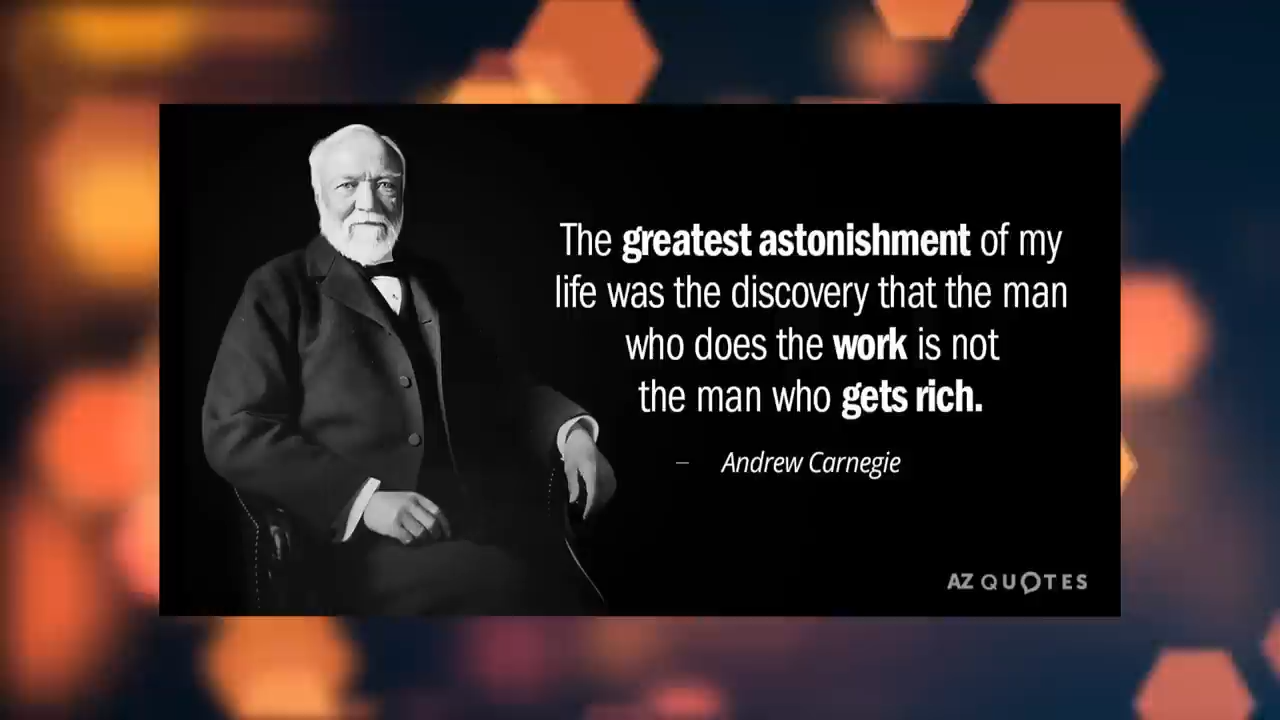 The greatest astonishment of my
life was the discovery that the man
who does the work is not
the man who gets rich.
– Andrew Carnegie
AZ QUOTES